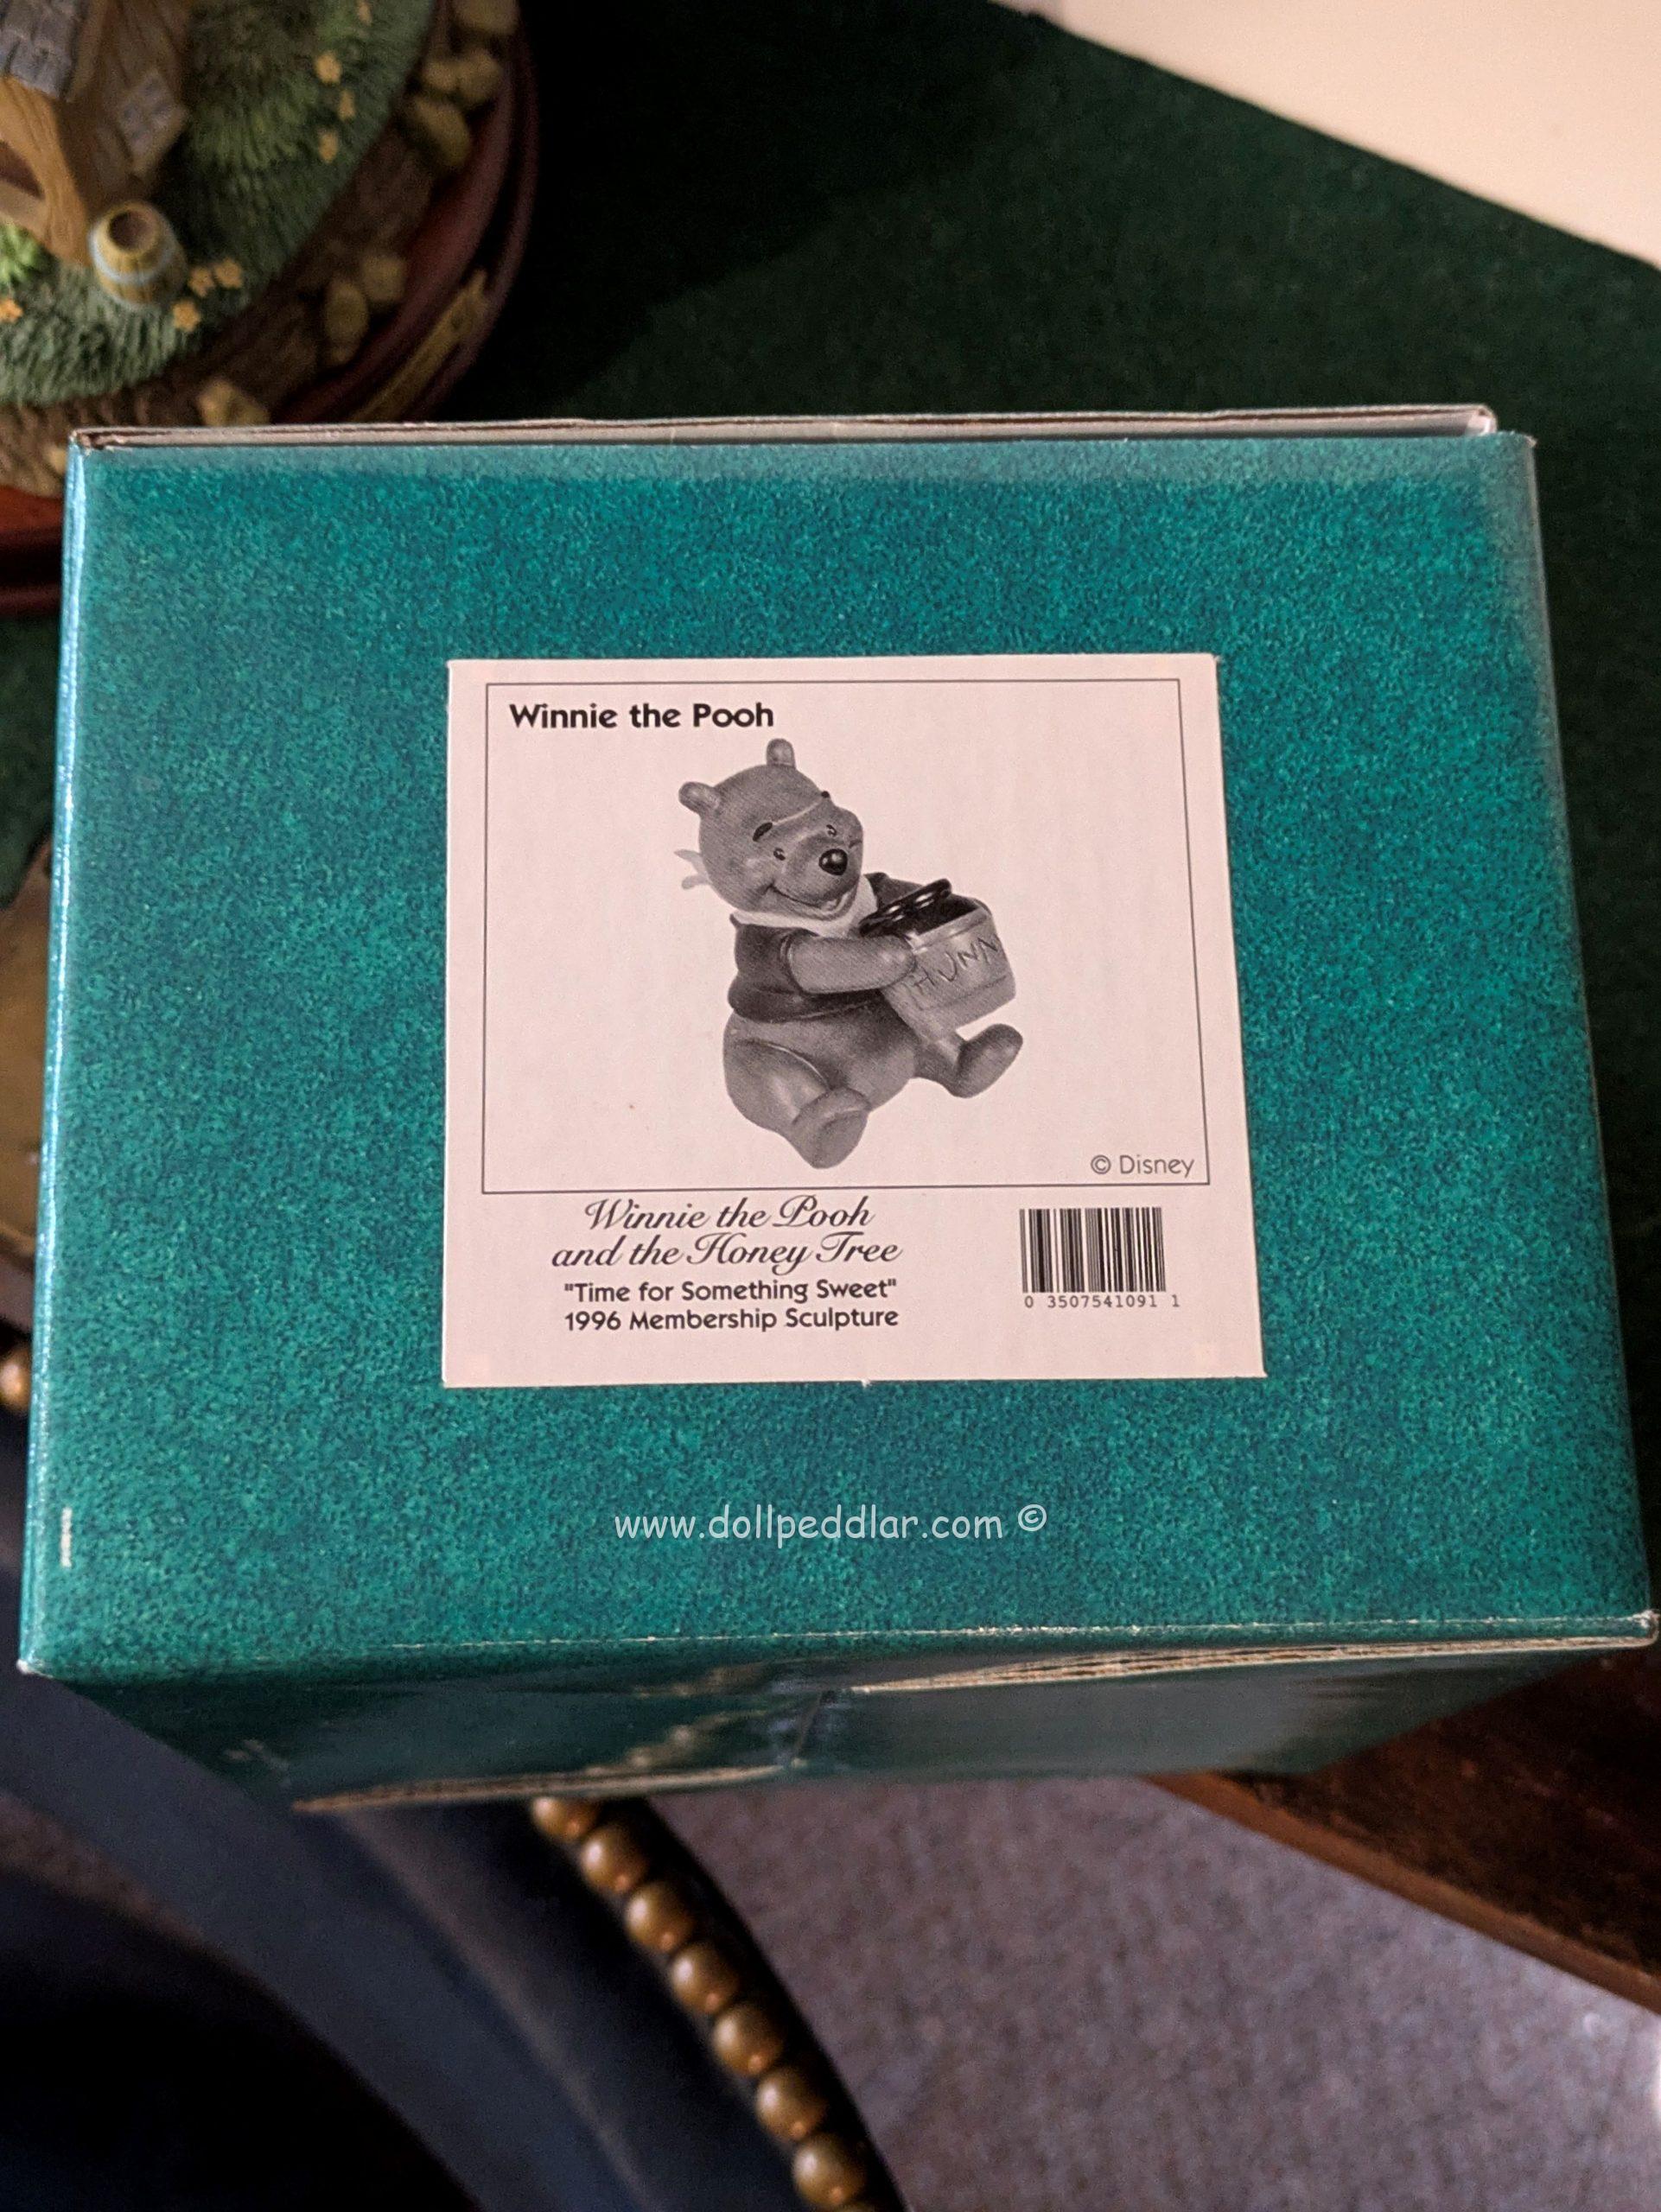 Winnie the Pooh
HUNN
© Disney
Winnie the Pooh
and the Honey Tree
"Time for Something Sweet"
1996 Membership Sculpture
0 3507541091 1
www.dollpeddlar.com ©